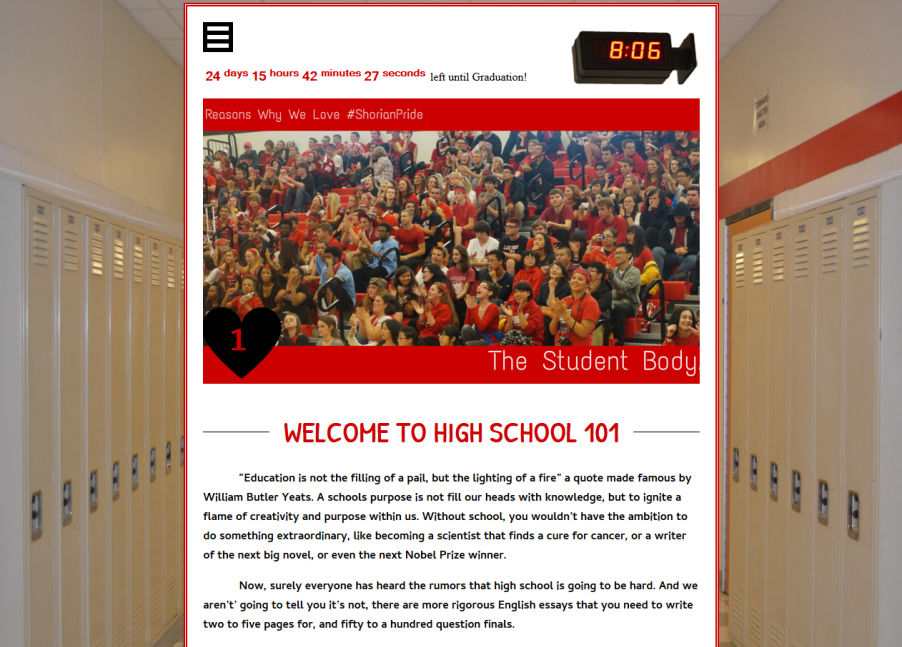 8:06
24 days 15 hours 42 minutes 27 seconds left until Graduation!
Reasons Why We Love #ShorianPride
1
The Student Body
WELCOME TO HIGH SCHOOL 101
“Education is not the filling of a pail, but the lighting of a fire” a quote made famous by
William Butler Yeats. A schools purpose is not fill our heads with knowledge, but to ignite a
flame of creativity and purpose within us. Without school, you wouldn't have the ambition to
do something extraordinary, like becoming a scientist that finds a cure for cancer, or a writer
of the next big novel, or even the next Nobel Prize winner.
Now, surely everyone has heard the rumors that high school is going to be hard. And we
aren't' going to tell you it's not, there are more rigorous English essays that you need to write
two to five pages for, and fifty to a hundred question finals.